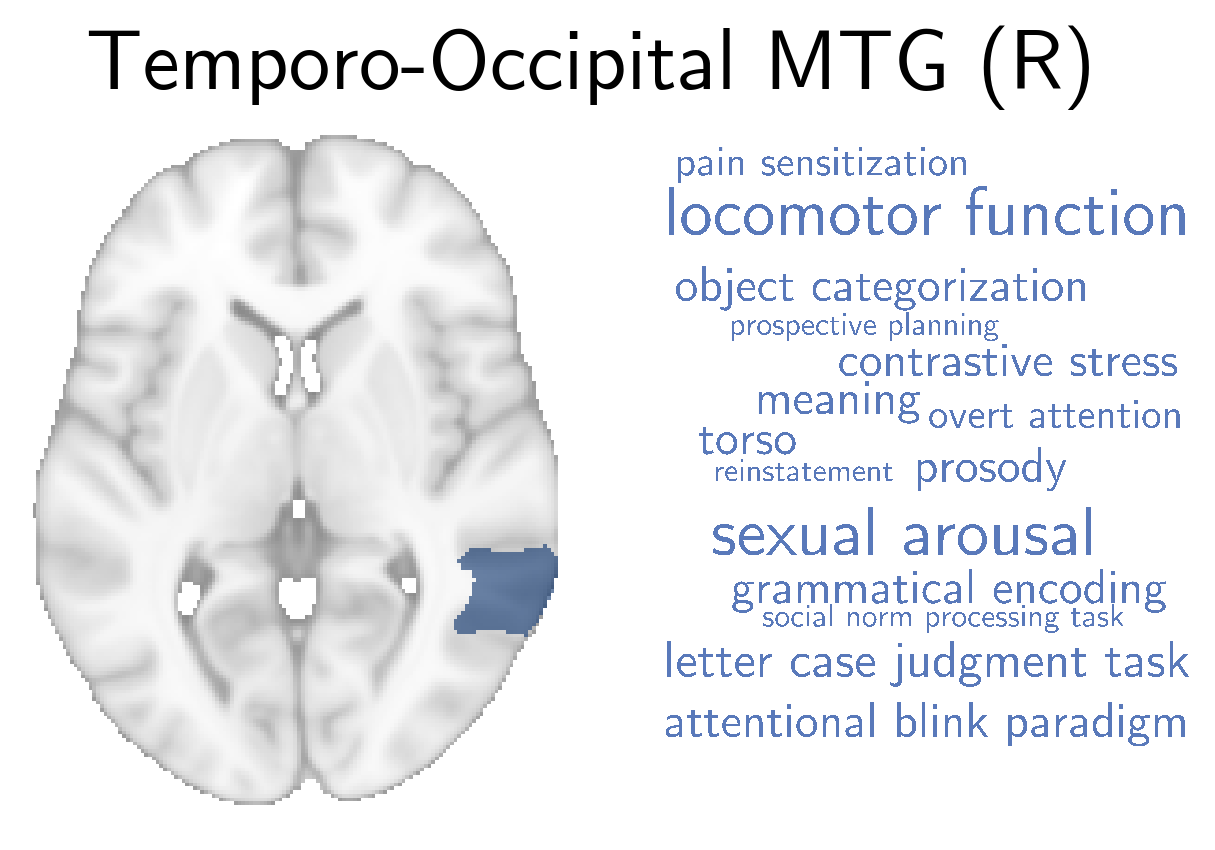 Temporo-Occipital MTG (R)
pain sensitization
locomotor function
object categorization
prospective planning
contrastive stress
meaning
overt attention
torso
reinstatement
prosody
sexual arousal
grammatical encoding
social norm processing task
letter case judgment task
attentional blink paradigm